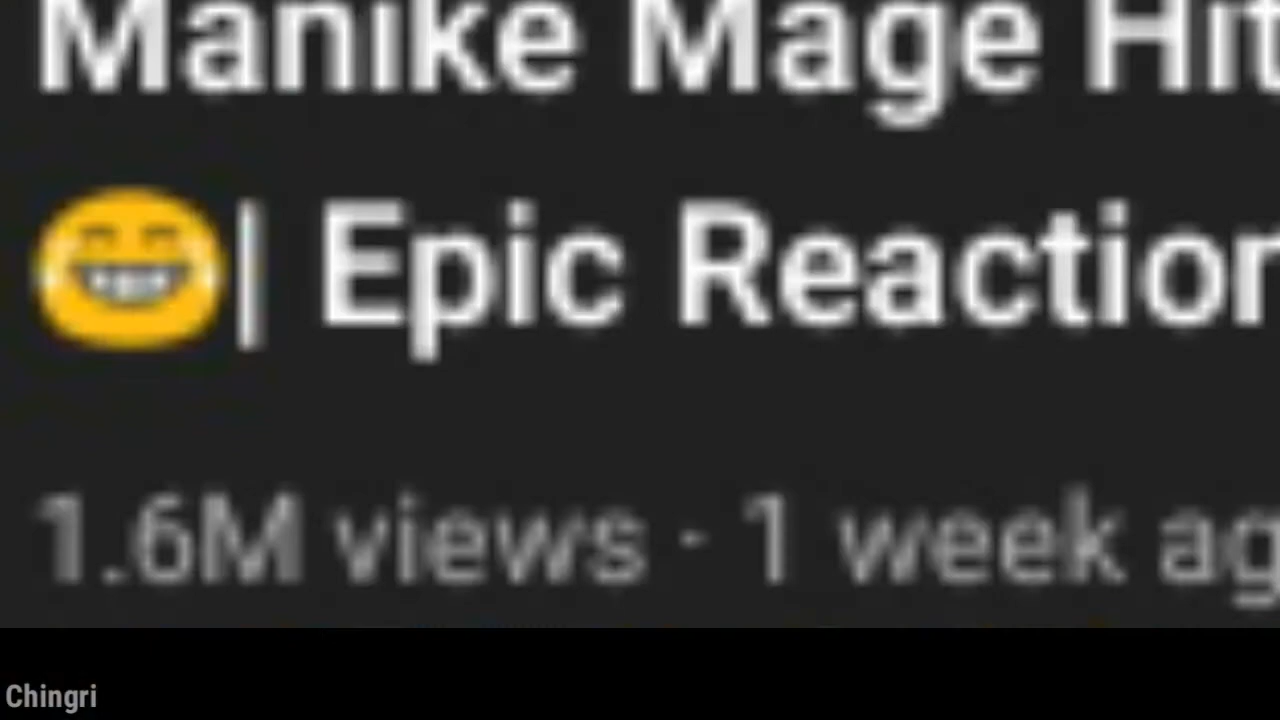 Manike Mage Hit
😁| Epic Reaction
1.6M views · 1 week ag
Chingri